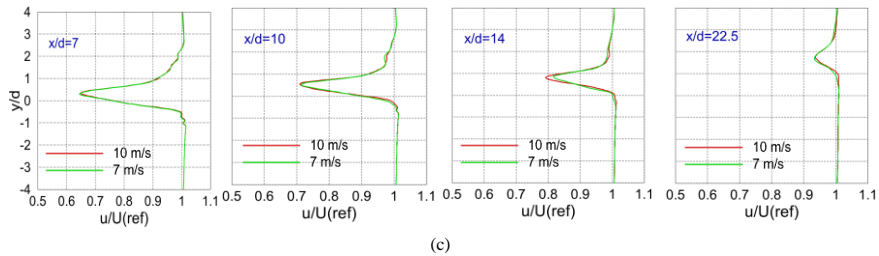 4
3
2
1
0
-1
-2
-3
-4
y/d
x/d=7
10 m/s
7 m/s
0.5 0.6 0.7 0.8 0.9 1 1.1
u/U(ref)
x/d=10
10 m/s
7 m/s
0.5 0.6 0.7 0.8 0.9 1 1.1
u/U(ref)
x/d=14
10 m/s
7 m/s
0.5 0.6 0.7 0.8 0.9 1 1.1
u/U(ref)
x/d=22.5
10 m/s
7 m/s
0.5 0.6 0.7 0.8 0.9 1 1.1
u/U(ref)
(c)